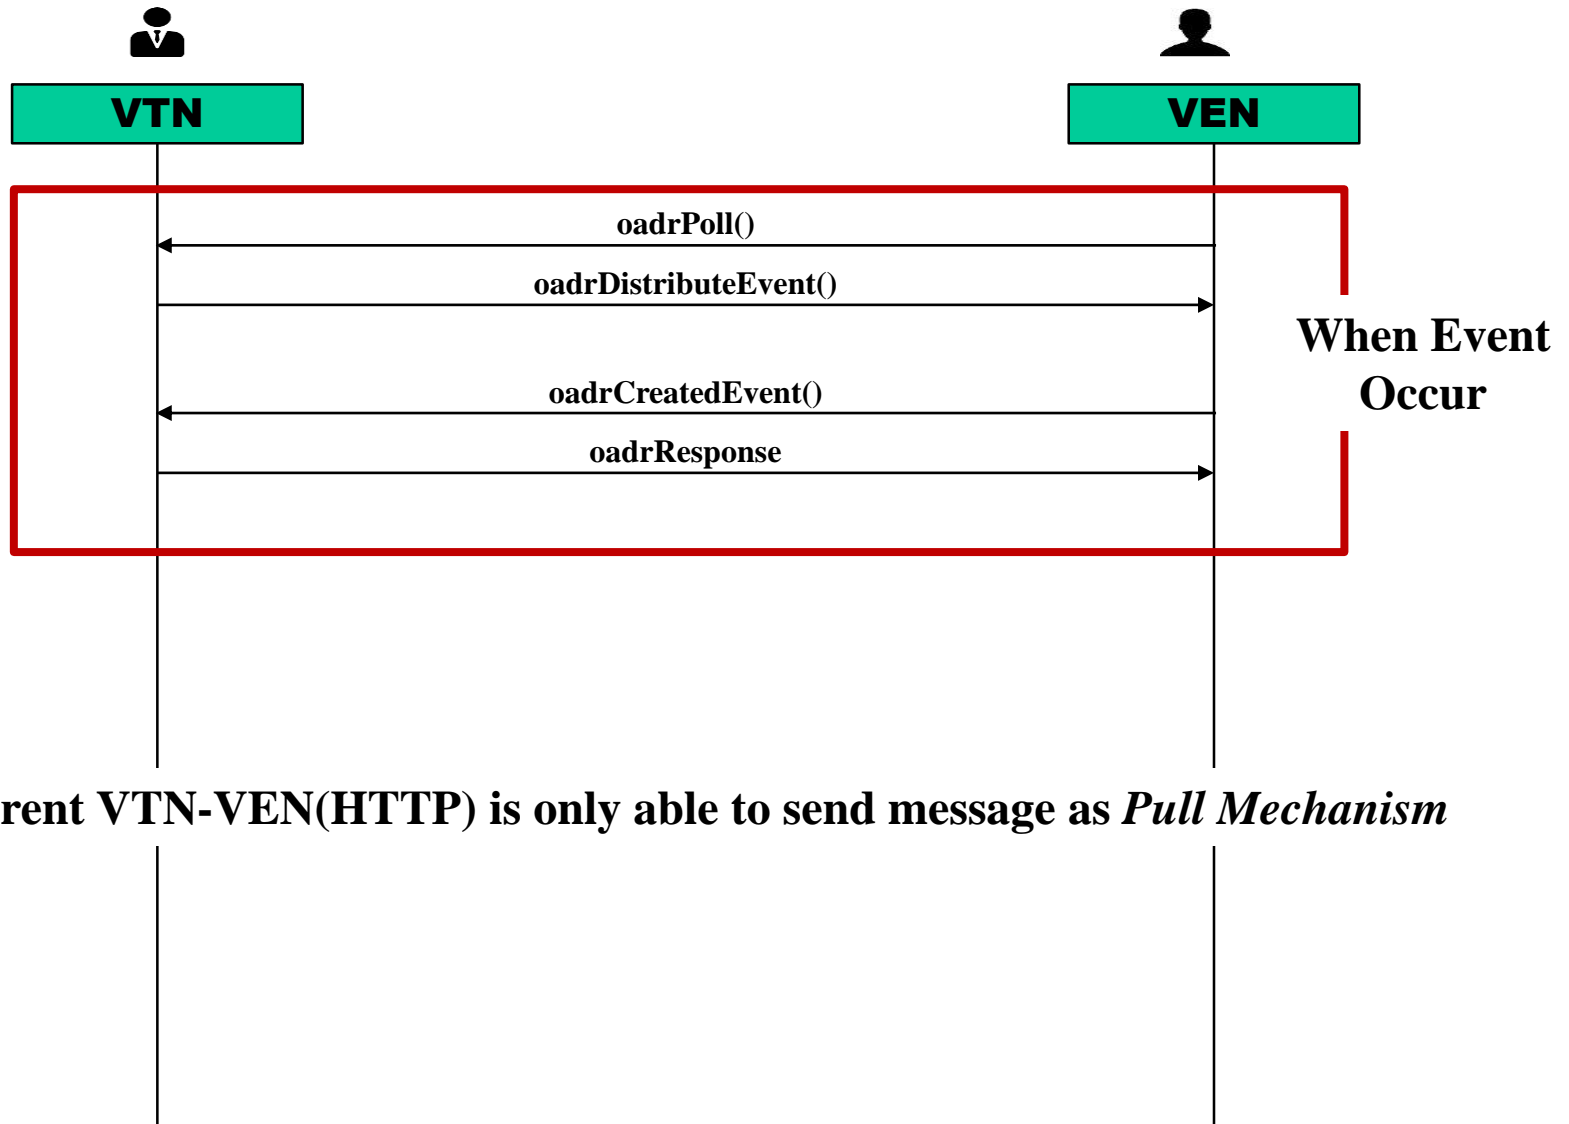 VTN
VEN
oadrPoll()
oadrDistributeEvent()
When Event
Occur
oadrCreatedEvent()
oadrResponse
rent VTN-VEN(HTTP) is only able to send message as Pull Mechanism